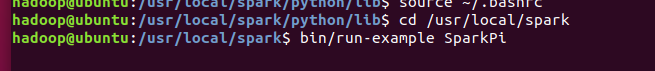 hadoop@ubuntu:/usr/local/spark/python/lib$ source ~/.bashrc
hadoop@ubuntu:/usr/local/spark/python/lib$ cd /usr/local/spark
hadoop@ubuntu:/usr/local/spark$ bin/run-example SparkPi